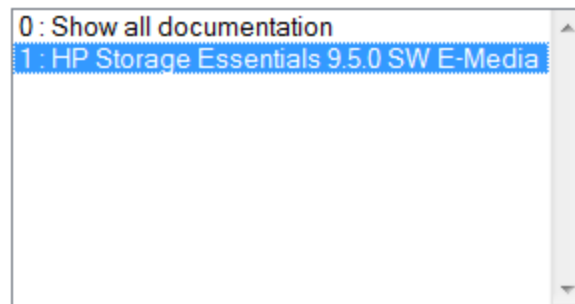 0 : Show all documentation
1 : HP Storage Essentials 9.5.0 SW E-Media